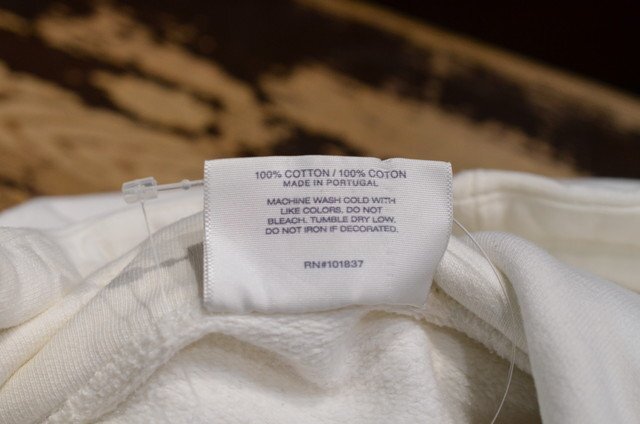 100% COTTON / 100% COTON
MADE IN PORTUGAL
MACHINE WASH COLD WITH
LIKE COLORS. DO NOT
BLEACH. TUMBLE DRY LOW.
DO NOT IRON IF DECORATED.
RN#101837